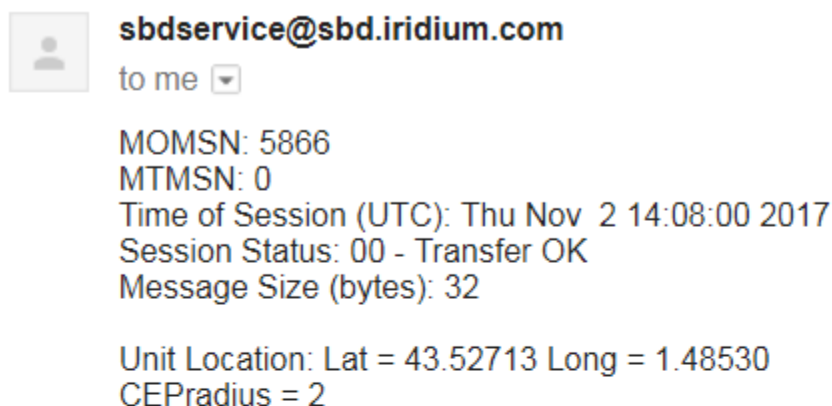 sbdservice@sbd.iridium.com
to me
MOMSN: 5866
MTMSN: 0
Time of Session (UTC): Thu Nov  2 14:08:00 2017
Session Status: 00 - Transfer OK
Message Size (bytes): 32
Unit Location: Lat = 43.52713 Long = 1.48530
CEPradius = 2